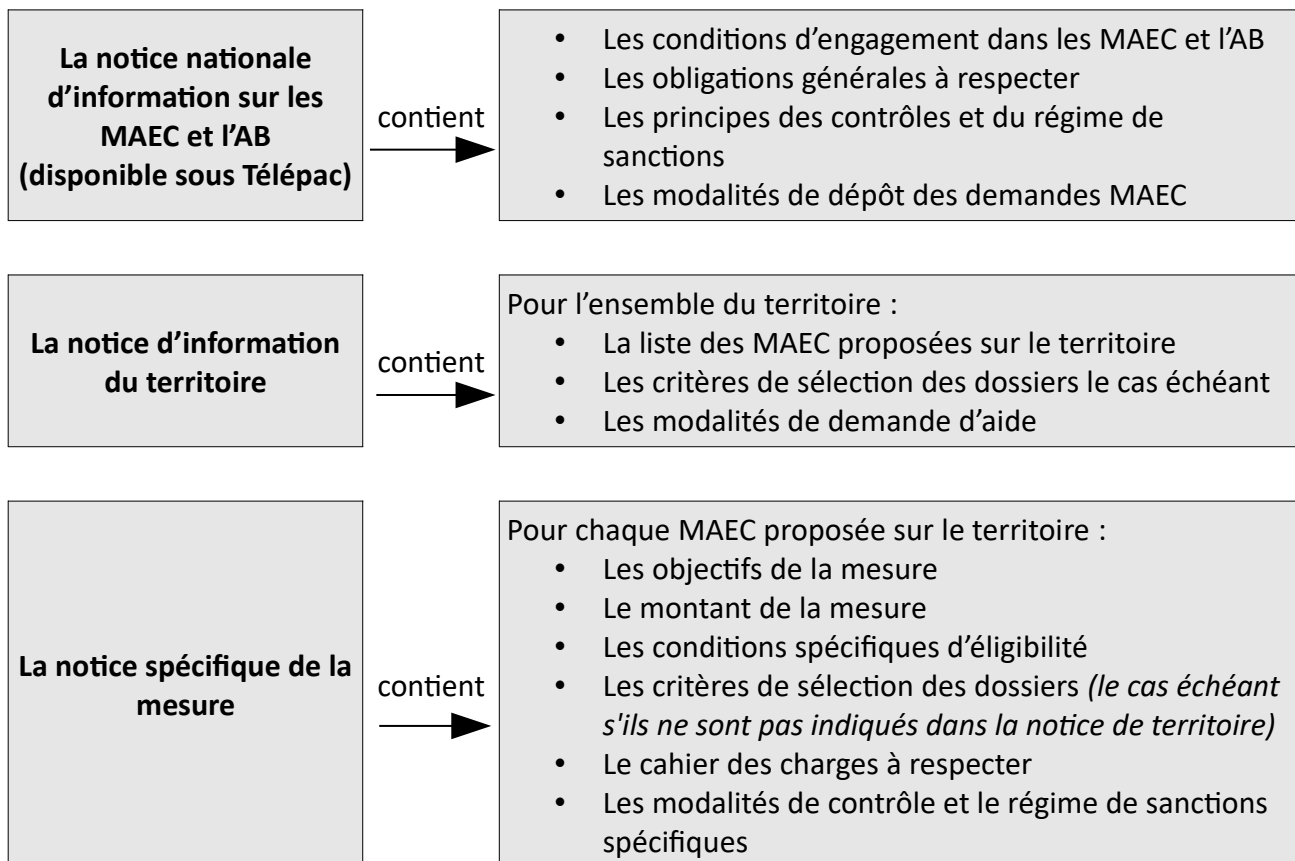 La notice nationale
d’information sur les
MAEC et l’AB
(disponible sous Télépac)
contient
• Les conditions d’engagement dans les MAEC et l’AB
• Les obligations générales à respecter
• Les principes des contrôles et du régime de
sanctions
• Les modalités de dépôt des demandes MAEC
La notice d’information
du territoire
contient
Pour l’ensemble du territoire :
• La liste des MAEC proposées sur le territoire
• Les critères de sélection des dossiers le cas échéant
• Les modalités de demande d’aide
La notice spécifique de la
mesure
contient
Pour chaque MAEC proposée sur le territoire :
• Les objectifs de la mesure
• Le montant de la mesure
• Les conditions spécifiques d’éligibilité
• Les critères de sélection des dossiers (le cas échéant
s'ils ne sont pas indiqués dans la notice de territoire)
• Le cahier des charges à respecter
• Les modalités de contrôle et le régime de sanctions
spécifiques